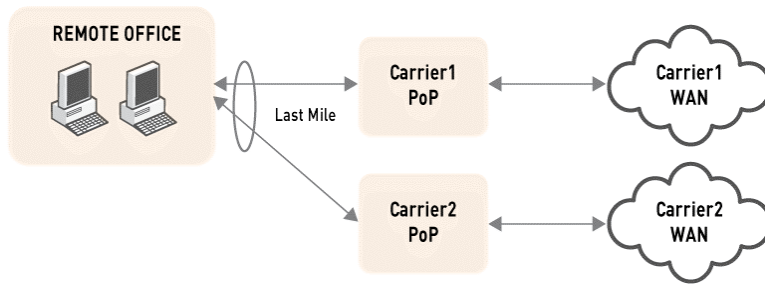 REMOTE OFFICE
Last Mile
Carrier1
PoP
Carrier1
WAN
Carrier2
PoP
Carrier2
WAN